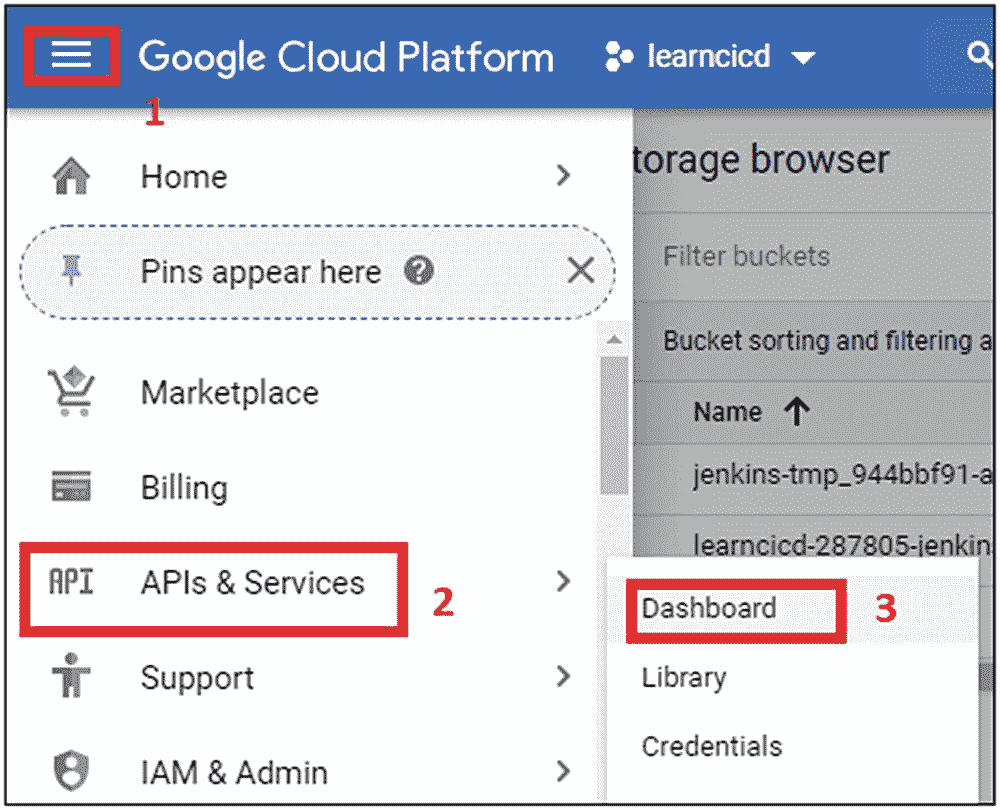 Google Cloud Platform
learncicd
1
Home
Pins appear here ?
Marketplace
Billing
API APIs & Services
2
Support
IAM & Admin
torage browser
Filter buckets
Bucket sorting and filtering a
Name
jenkins-tmp_944bbf91-a
learncicd-287805-jenkin
Dashboard
3
Library
Credentials